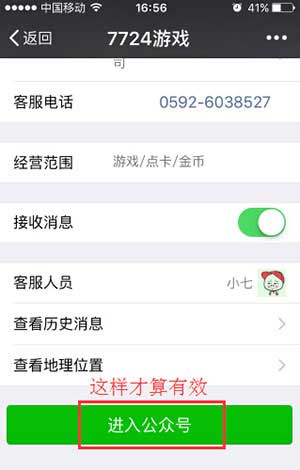 中国移动 16:56 41%
返回 7724游戏
司
客服电话 0592-6038527
经营范围 游戏/点卡/金币
接收消息
客服人员 小七
查看历史消息
查看地理位置
这样才算有效
进入公众号